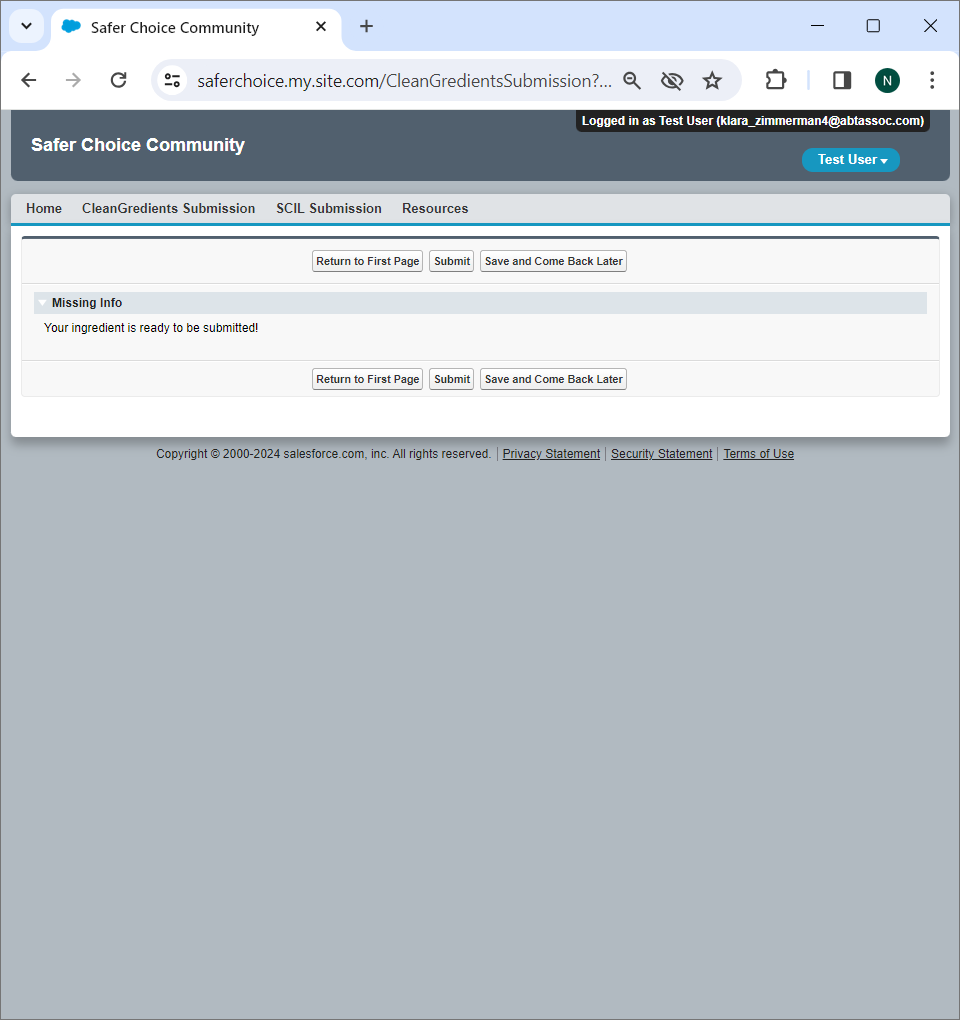 Safer Choice Community
saferchoice.my.site.com/CleanGredientsSubmission?...
N
Logged in as Test User (klara_zimmerman4@abtassoc.com)
Safer Choice Community
Test User
Home CleanGredients Submission SCIL Submission Resources
Return to First Page Submit Save and Come Back Later
Missing Info
Your ingredient is ready to be submitted!
Return to First Page Submit Save and Come Back Later
Copyright © 2000-2024 salesforce.com, inc. All rights reserved. | Privacy Statement | Security Statement | Terms of Use